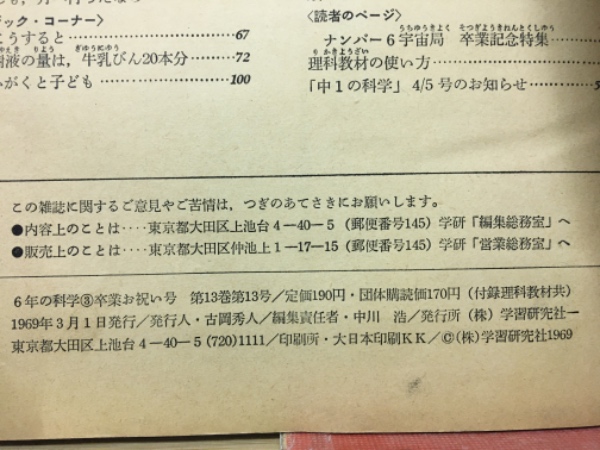 ック・コーナー〉
こうすると 67
液の量は，牛乳びん20本分 72
がくと子ども 100
〈読者のページ〉
ナンバー6宇宙局 卒業記念特集
理科教材の使い方
「中1の科学」 4/5号のお知らせ
この雑誌に関するご意見やご苦情は，つぎのあてさきにお願いします。
●内容上のことは‥‥東京都大田区上池台4―40―5 (郵便番号145) 学研「編集総務室」へ
●販売上のことは‥‥東京都大田区仲池上1―17―15 (郵便番号145) 学研「営業総務室」へ
6年の科学③卒業お祝い号 第13巻第13号／定価190円・団体購読価170円 (付録理科教材共)
1969年3月1日発行／発行人・古岡秀人／編集責任者・中川 浩／発行所 (株) 学習研究社―
東京都大田区上池台4―40―5 (720)1111／印刷所・大日本印刷KK／©(株)学習研究社1969